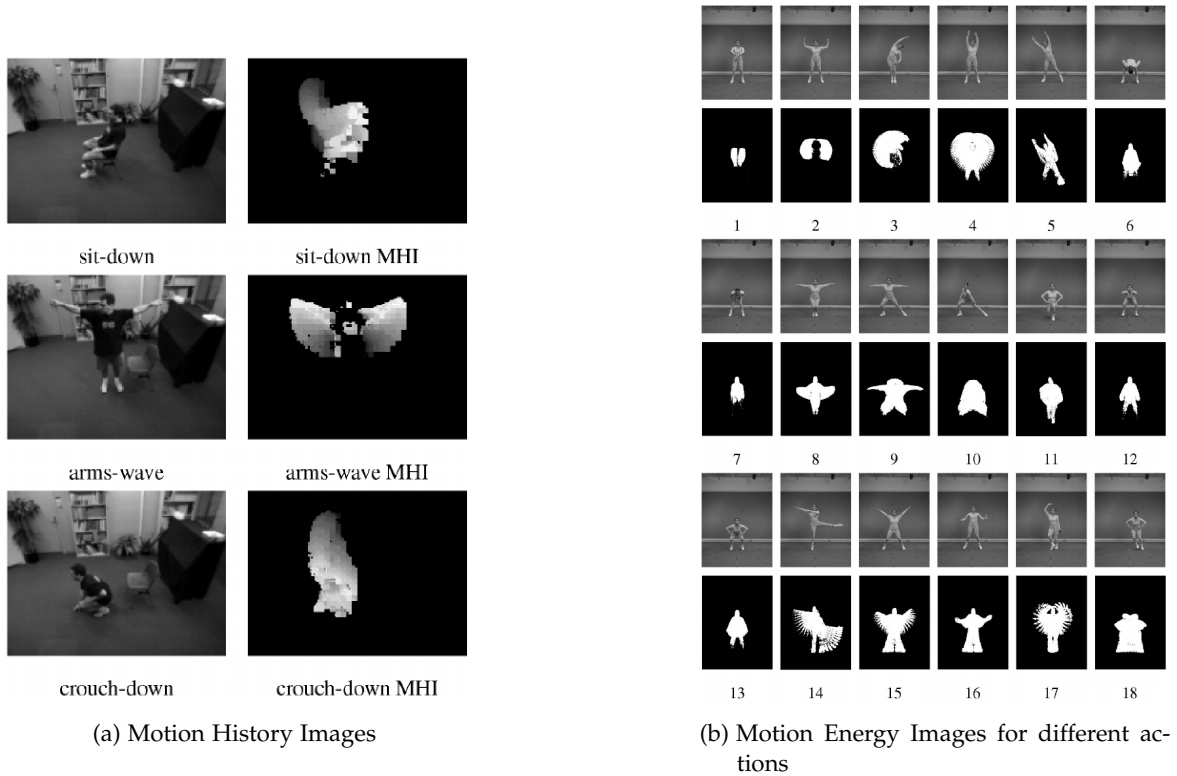 sit-down
sit-down MHI
arms-wave
arms-wave MHI
crouch-down
crouch-down MHI
(a) Motion History Images
1 2 3 4 5 6
7 8 9 10 11 12
13 14 15 16 17 18
(b) Motion Energy Images for different ac-
tions